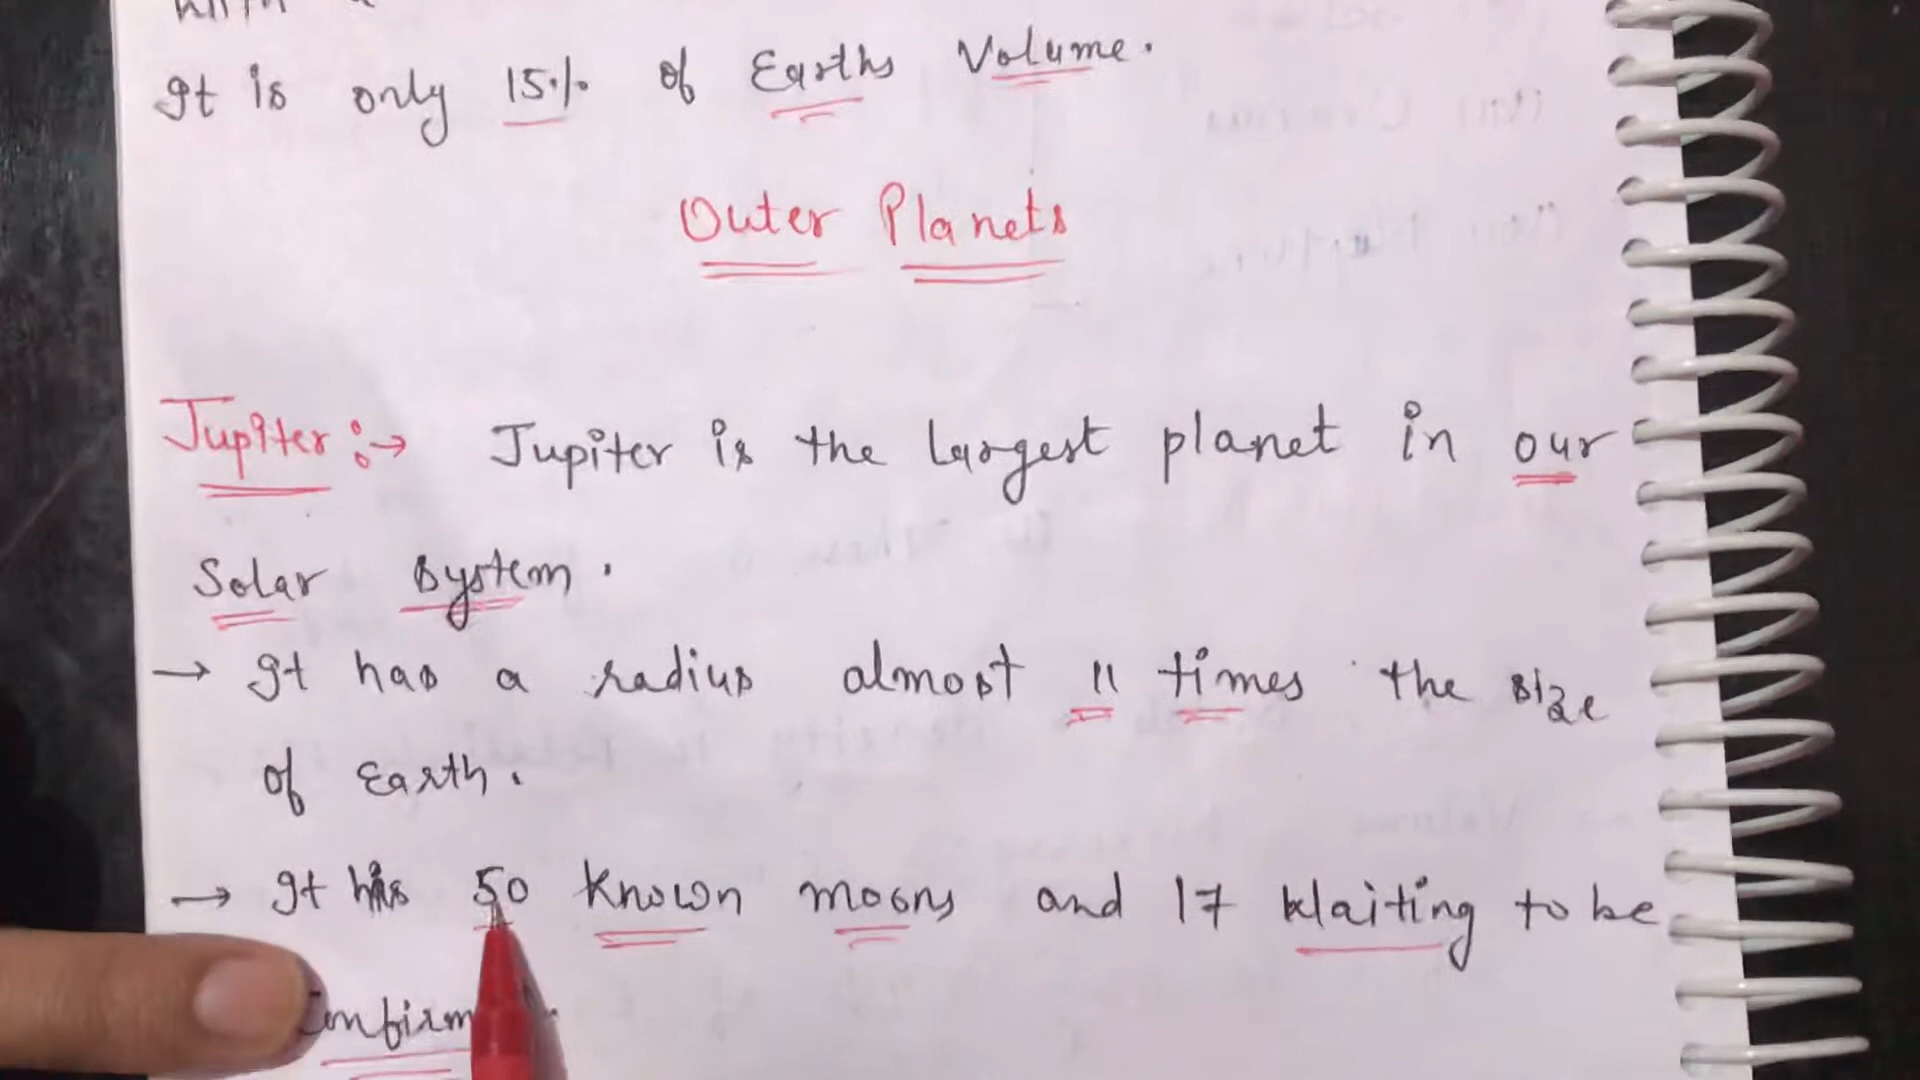 It is only 15% of Earths Volume.
Outer Planets
Jupiter :→ Jupiter is the largest planet in our
Solar system.
→ It has a radius almost 11 times the size
of Earth.
→ It has 50 known moons and 17 Waiting to be